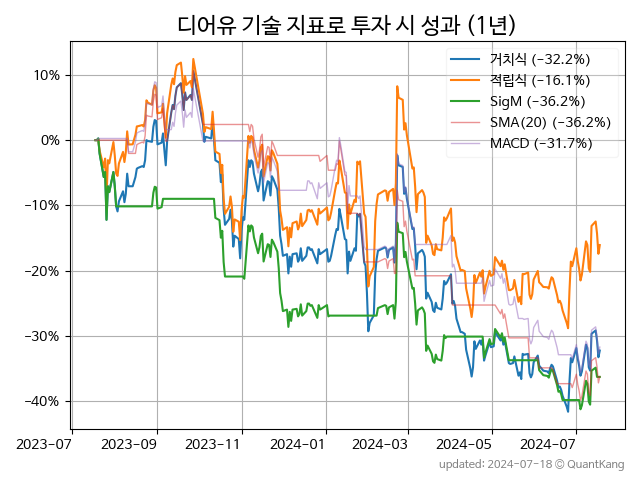 디어유 기술 지표로 투자 시 성과 (1년)
거치식 (−32.2%)
적립식 (−16.1%)
SigM (−36.2%)
SMA(20) (−36.2%)
MACD (−31.7%)
10%
0%
−10%
−20%
−30%
−40%
2023-07 2023-09 2023-11 2024-01 2024-03 2024-05 2024-07
updated: 2024-07-18 © QuantKang